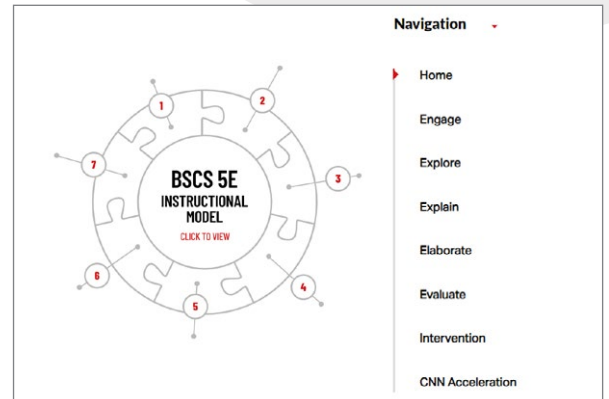 1
2
3
4
5
6
7
BSCS 5E
INSTRUCTIONAL
MODEL
CLICK TO VIEW
Navigation
Home
Engage
Explore
Explain
Elaborate
Evaluate
Intervention
CNN Acceleration